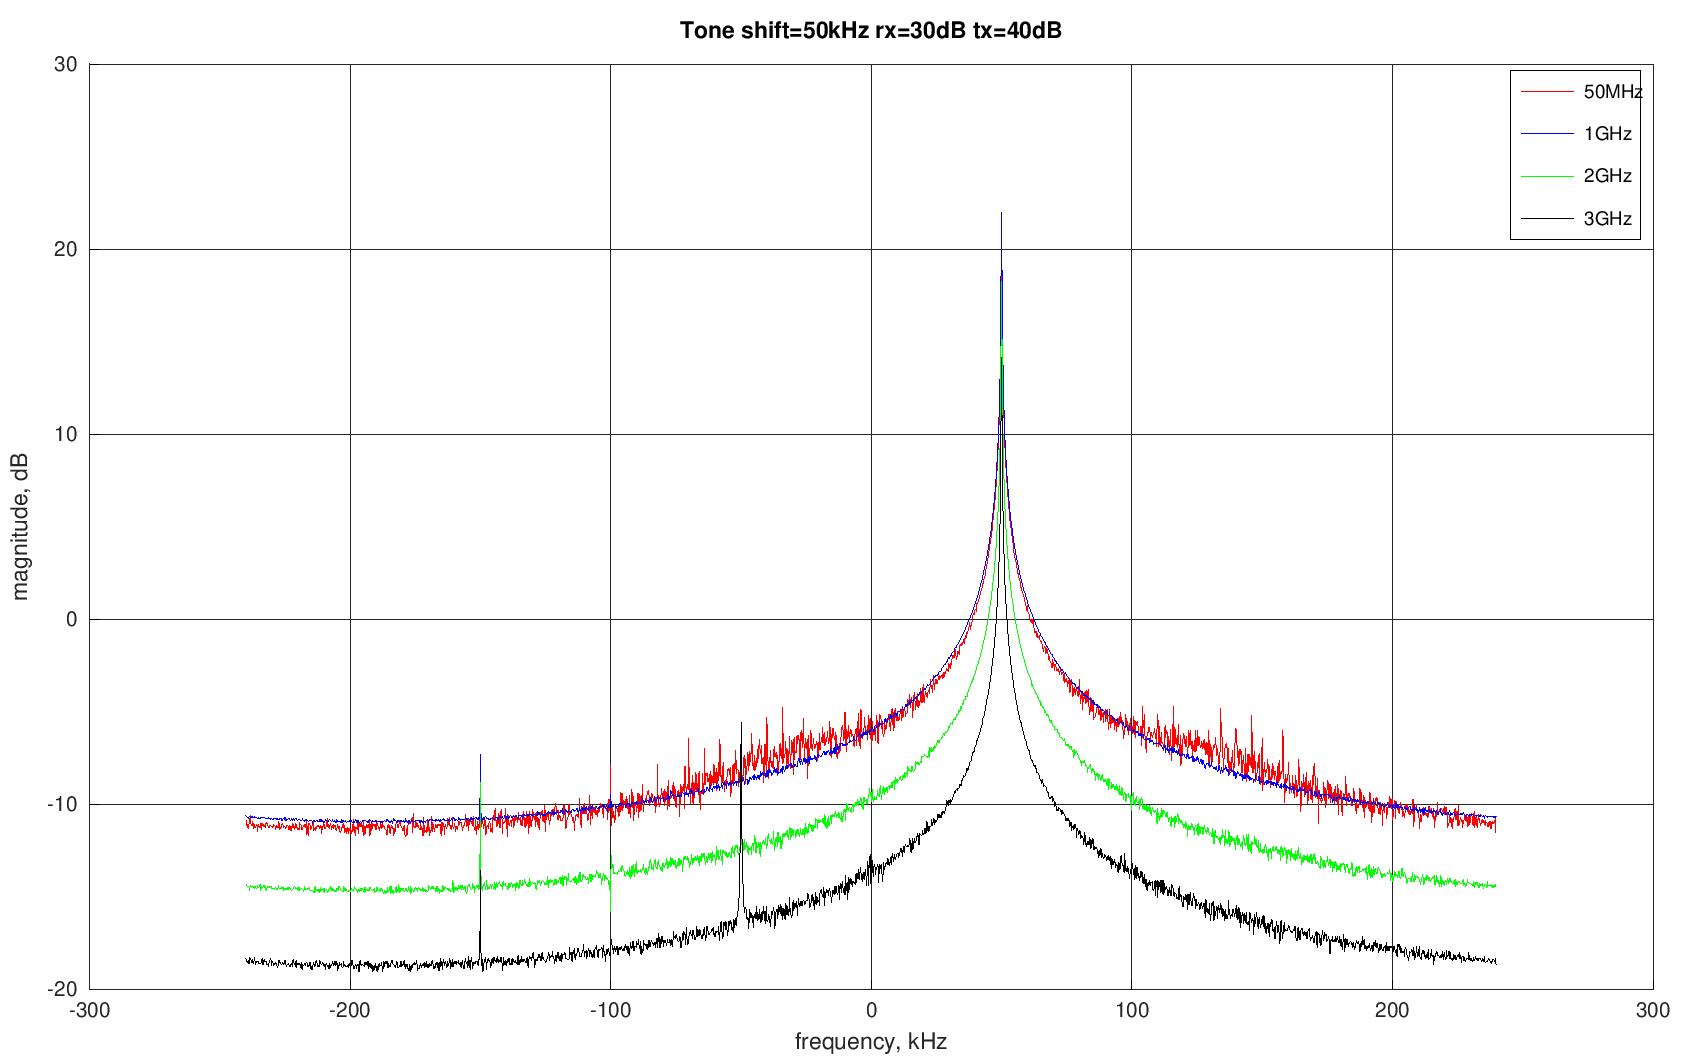 Tone shift=50kHz rx=30dB tx=40dB
30
20
10
0
-10
-20
magnitude, dB
50MHz
1GHz
2GHz
3GHz
-300
-200
-100
0
100
200
300
frequency, kHz